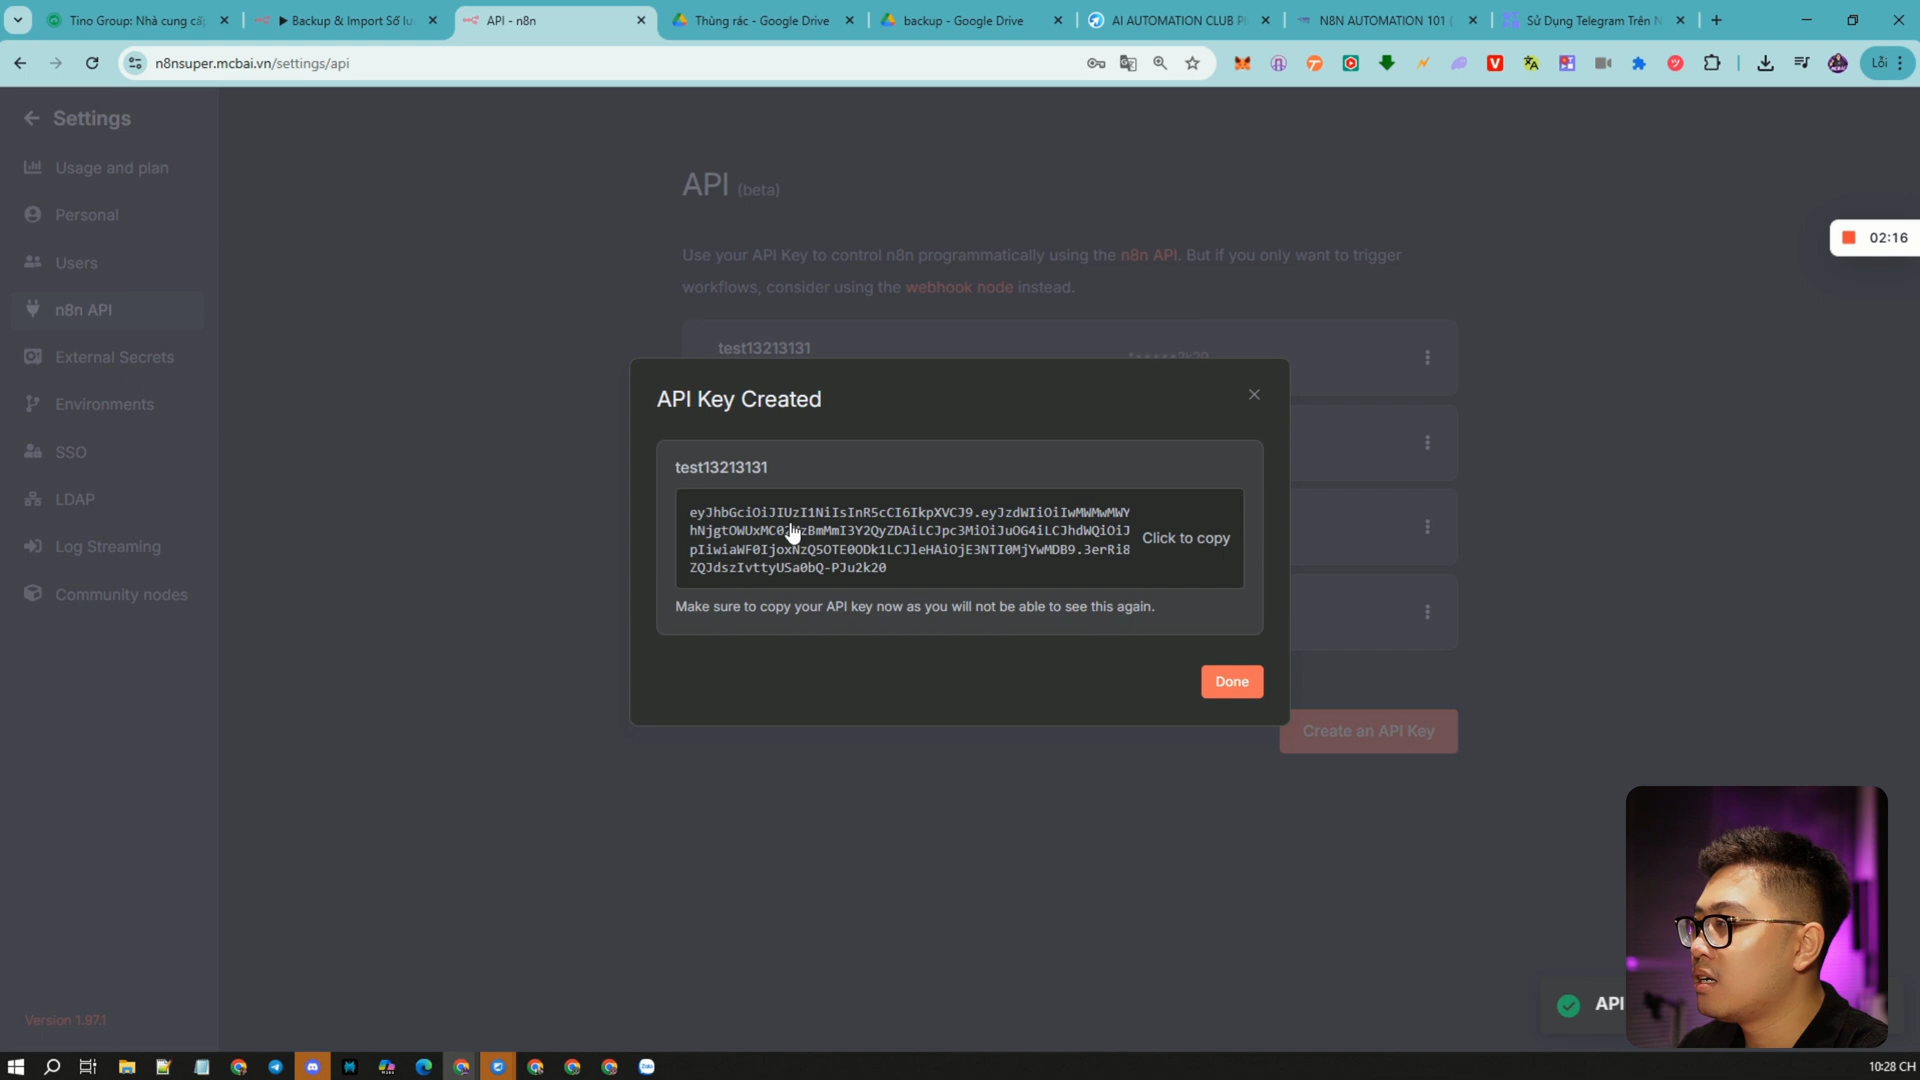 Tino Group: Nhà cung cấ
▶ Backup & Import Số lư
API - n8n
Thùng rác - Google Drive
backup - Google Drive
AI AUTOMATION CLUB P
N8N AUTOMATION 101 (
Sử Dụng Telegram Trên N
n8nsuper.mcbai.vn/settings/api
Lỗi
Settings
Usage and plan
Personal
Users
n8n API
External Secrets
Environments
SSO
LDAP
Log Streaming
Community nodes
Version 1.97.1
API (beta)
Use your API Key to control n8n programmatically using the n8n API. But if you only want to trigger
workflows, consider using the webhook node instead.
test13213131
02:16
API Key Created
test13213131
Click to copy
Make sure to copy your API key now as you will not be able to see this again.
Done
Create an API Key
API
Zalo
10:28 CH